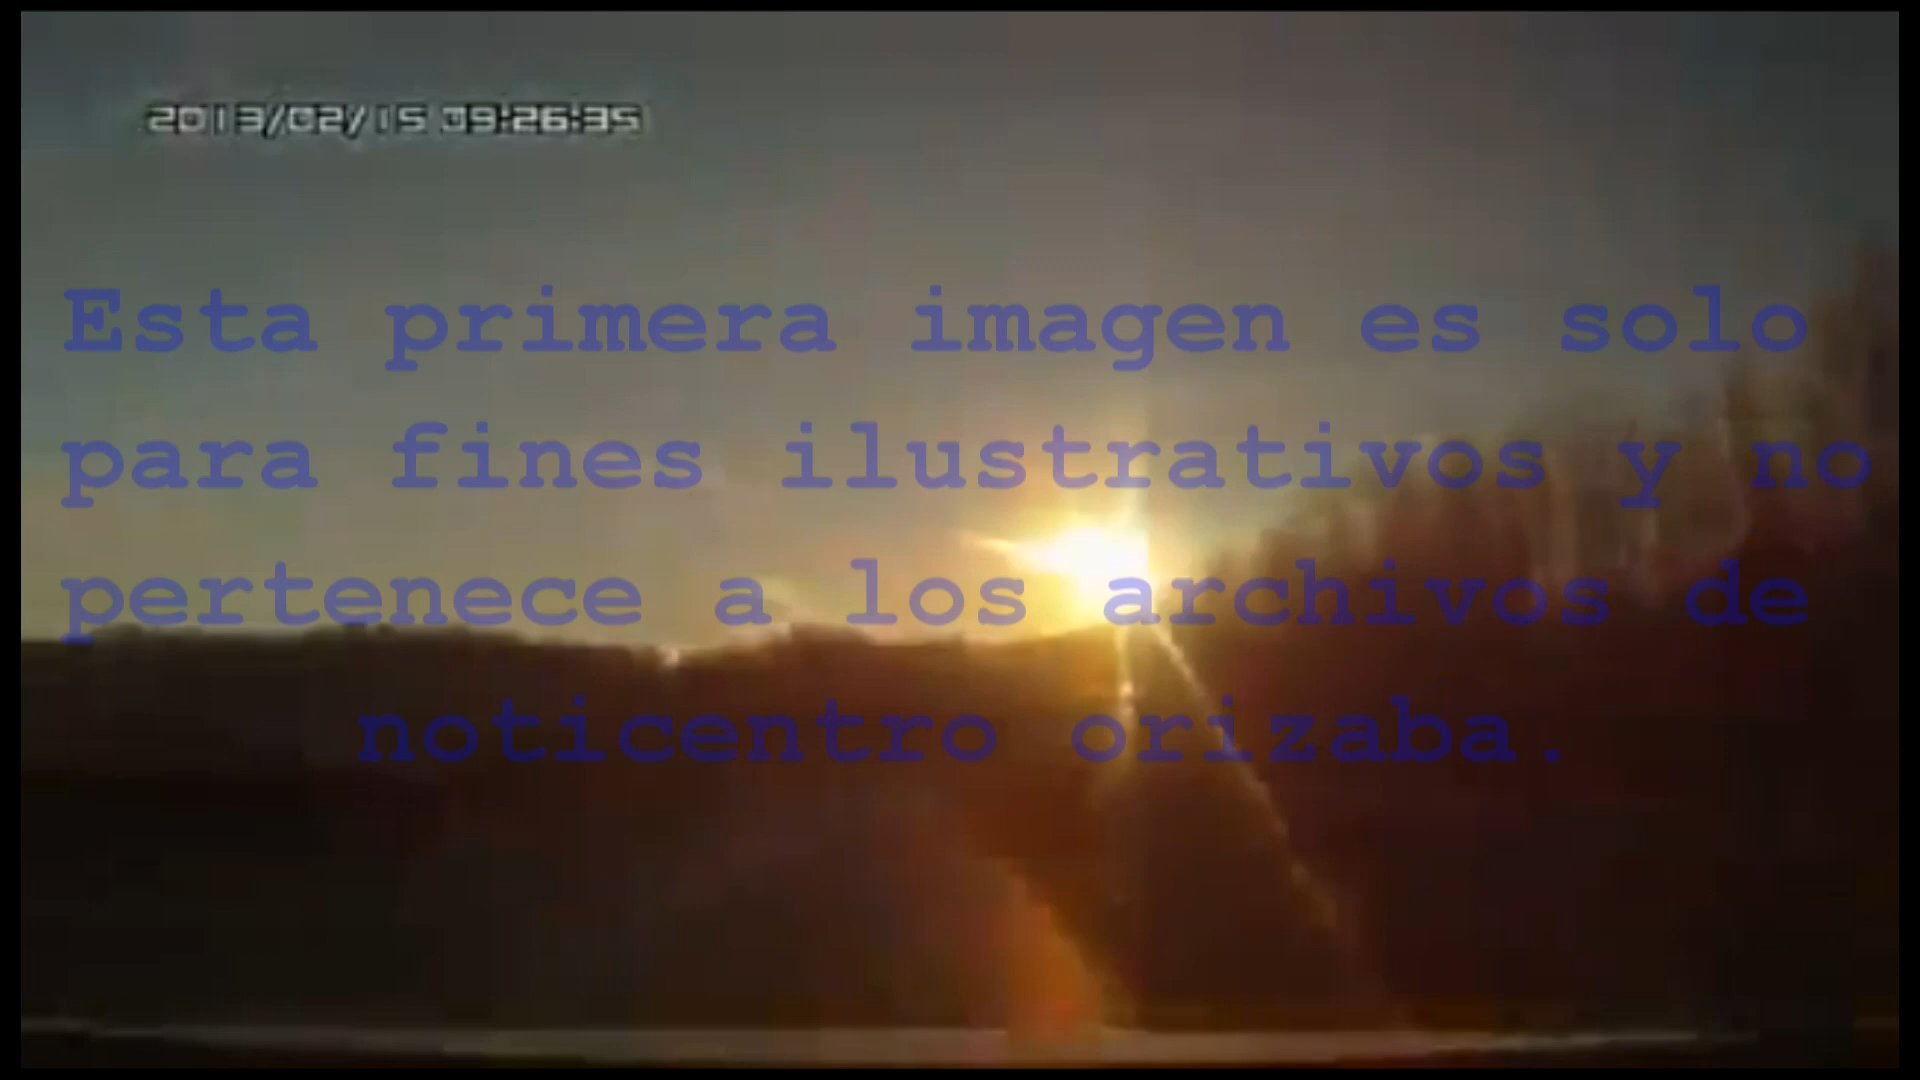 2013/02/15 09:26:35
Esta primera imagen es solo
para fines ilustrativos y no
pertenece a los archivos de
noticentro orizaba.